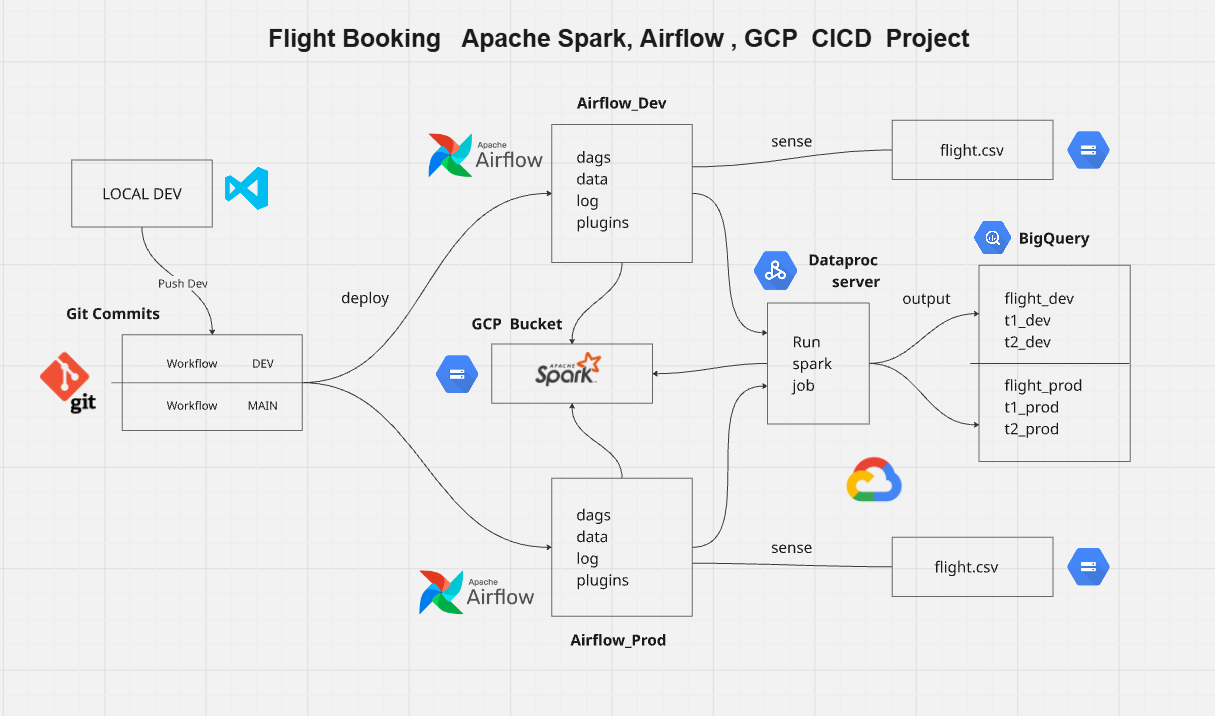 Flight Booking   Apache Spark, Airflow , GCP  CICD  Project
Airflow_Dev
Apache
Airflow
dags
data
log
plugins
sense
flight.csv
LOCAL DEV
Push Dev
Git Commits
Workflow DEV
Workflow MAIN
git
deploy
GCP  Bucket
APACHE
Spark
Dataproc
server
Run
spark
job
output
BigQuery
flight_dev
t1_dev
t2_dev
flight_prod
t1_prod
t2_prod
dags
data
log
plugins
Apache
Airflow
Airflow_Prod
sense
flight.csv